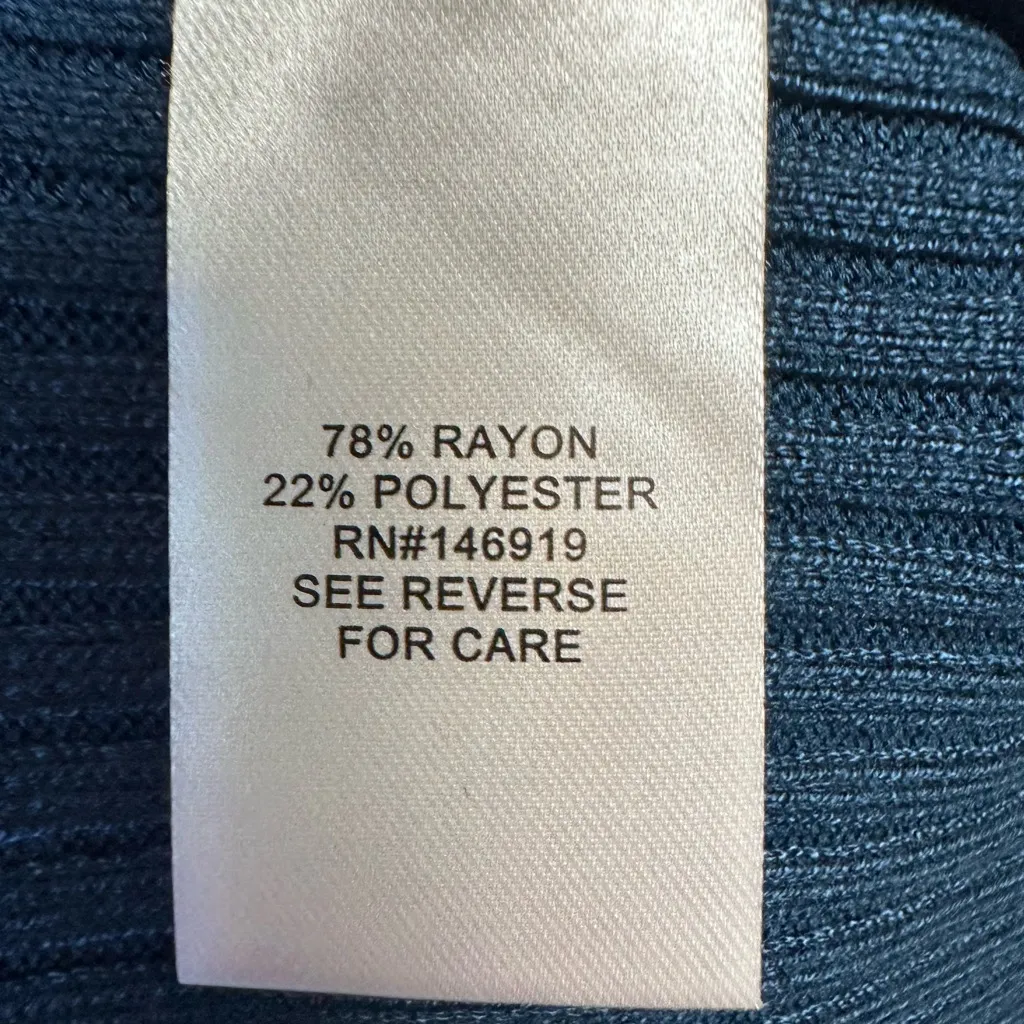 78% RAYON
22% POLYESTER
RN#146919
SEE REVERSE
FOR CARE